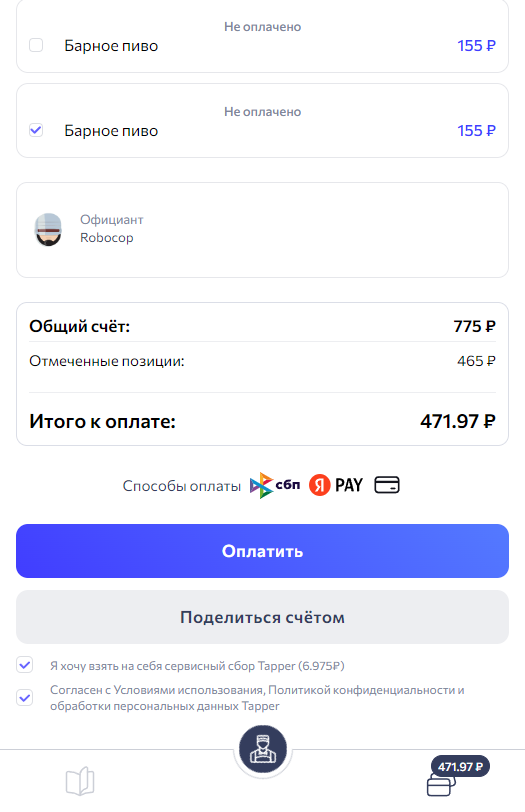 Не оплачено
Барное пиво 155 ₽
Не оплачено
Барное пиво 155 ₽
Официант
Robocop
Общий счёт: 775 ₽
Отмеченные позиции: 465 ₽
Итого к оплате: 471.97 ₽
Способы оплаты сбп Я PAY
Оплатить
Поделиться счётом
Я хочу взять на себя сервисный сбор Tapper (6.975₽)
Согласен с Условиями использования, Политикой конфиденциальности и
обработки персональных данных Tapper
471.97 ₽